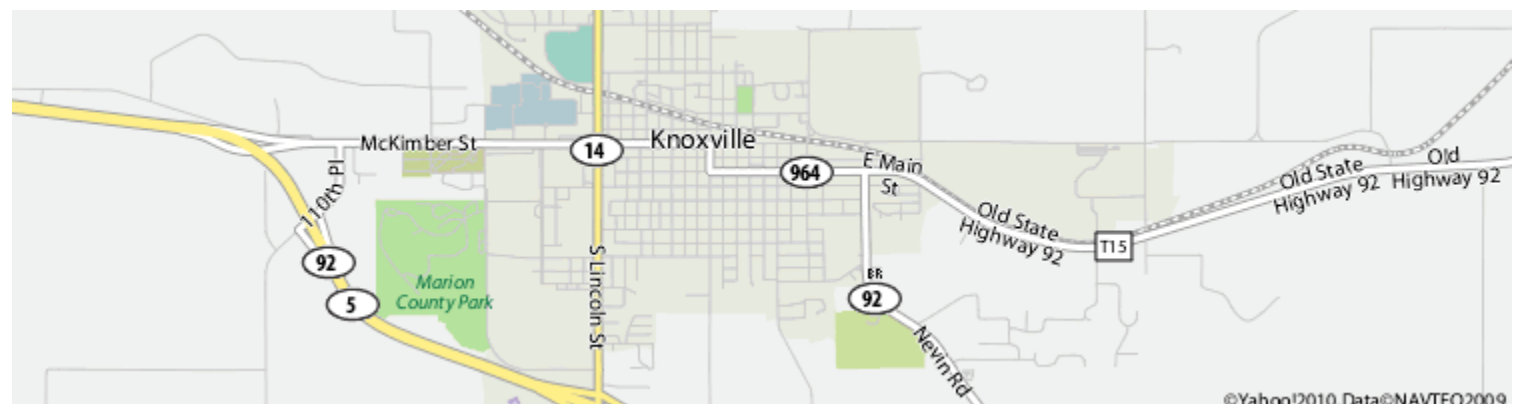 McKimber St
14
Knoxville
964
E Main
St
Old State
Highway 92
Old
Highway 92
110th Pl
Old State
Highway 92
T15
92
5
Marion
County Park
S Lincoln St
BR
92
Nevin Rd
©Yahoo!2010 Data©NAVTEQ2009